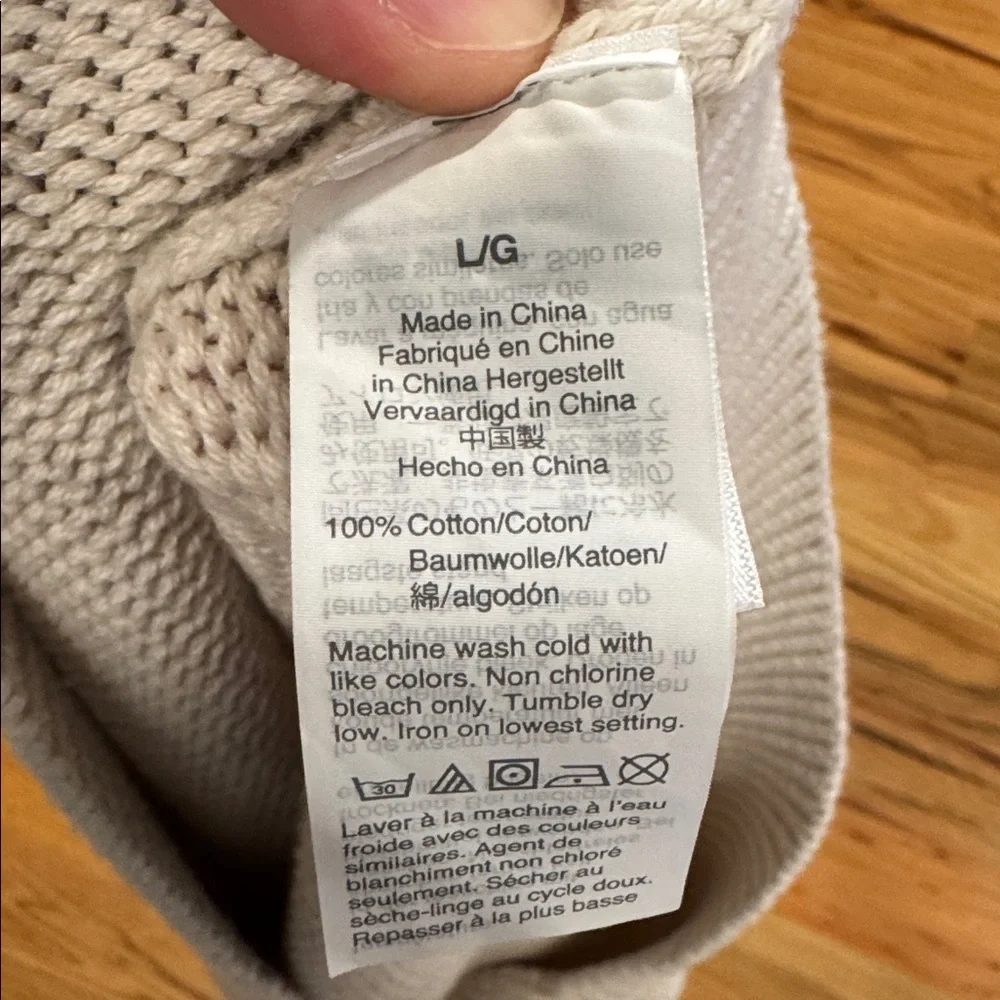 L/G
Made in China
Fabriqué en Chine
in China Hergestellt
Vervaardigd in China
中国製
Hecho en China
100% Cotton/Coton/
Baumwolle/Katoen/
綿/algodón
Machine wash cold with
like colors. Non chlorine
bleach only. Tumble dry
low. Iron on lowest setting.
30
Laver à la machine à l'eau
froide avec des couleurs
similaires. Agent de
blanchiment non chloré
seulement. Sécher au
sèche-linge au cycle doux.
Repasser à la plus basse